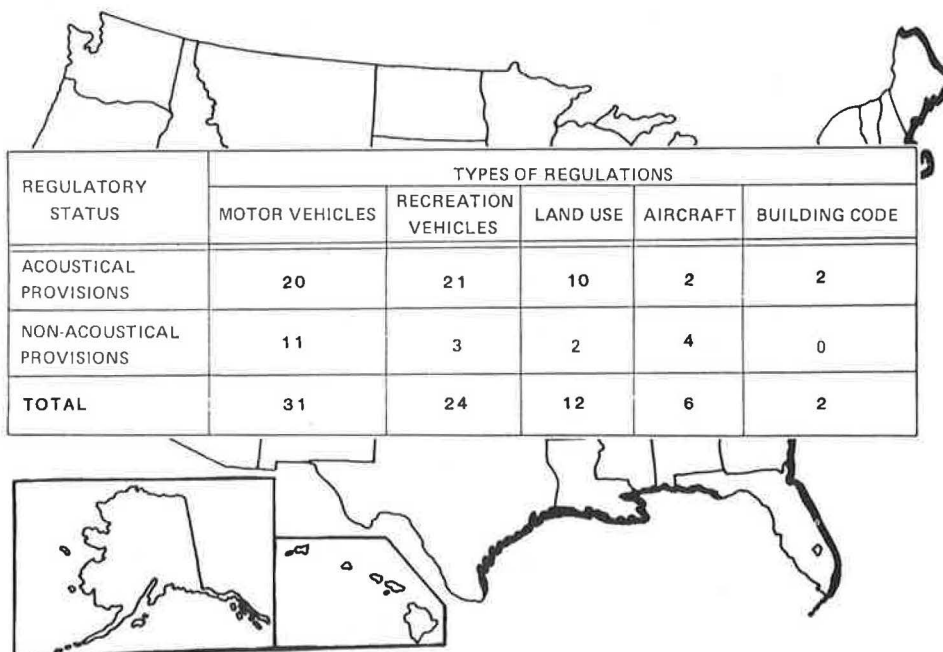 REGULATORY STATUS
TYPES OF REGULATIONS
MOTOR VEHICLES
RECREATION VEHICLES
LAND USE
AIRCRAFT
BUILDING CODE
ACOUSTICAL PROVISIONS
20 21 10 2 2
NON-ACOUSTICAL PROVISIONS
11 3 2 4 0
TOTAL 31 24 12 6 2